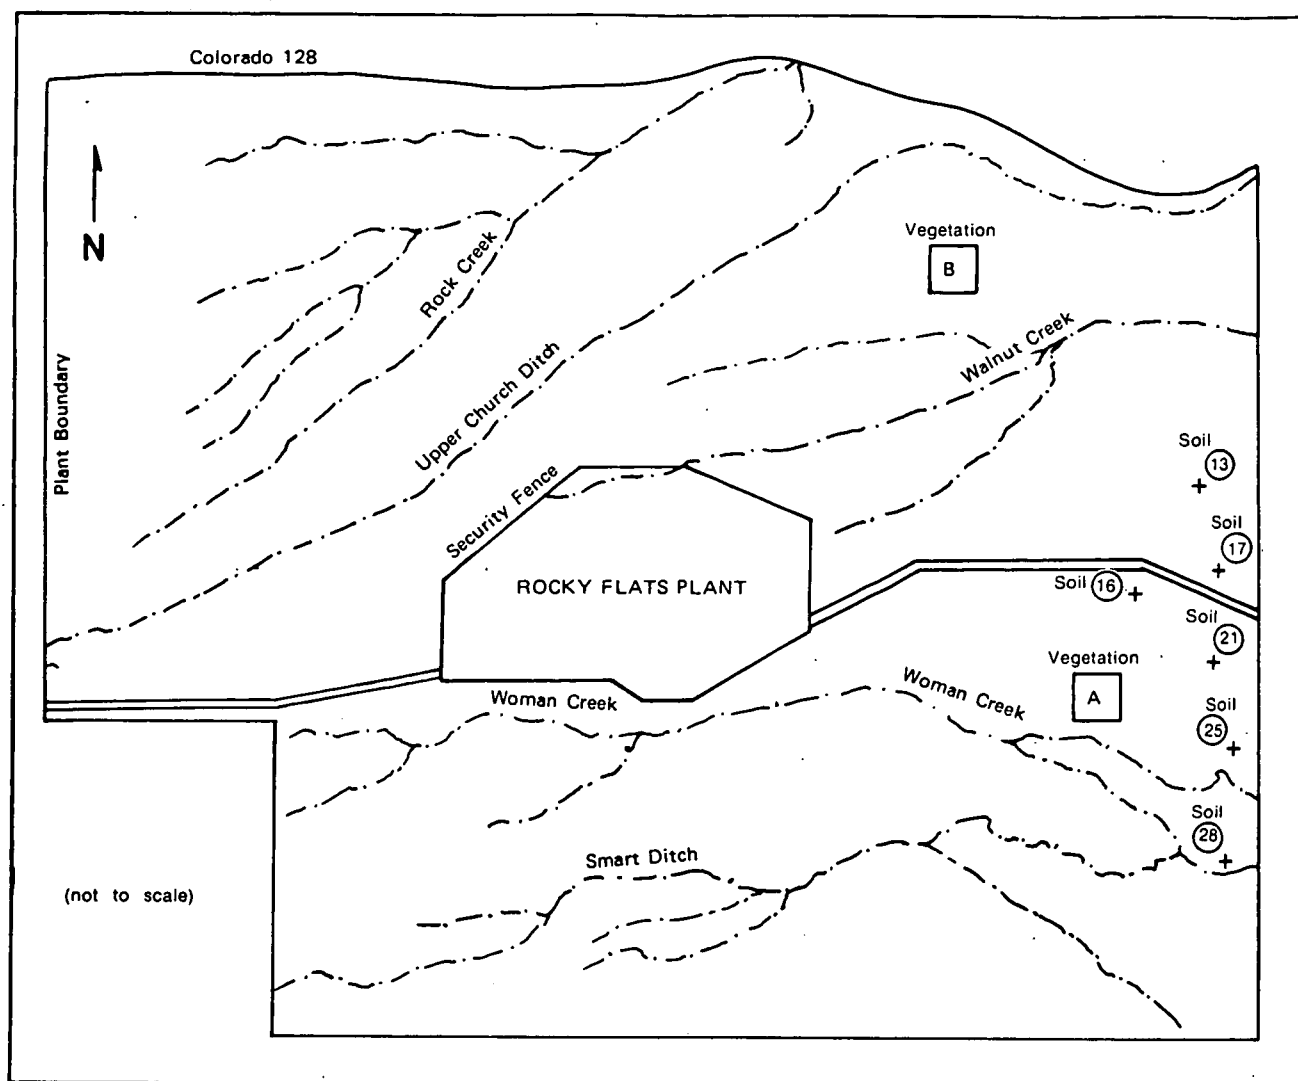 Colorado 128
N
Plant Boundary
Rock Creek
Upper Church Ditch
Vegetation
B
Walnut Creek
Security Fence
ROCKY FLATS PLANT
Soil
13
Soil
17
Soil 16
Soil
21
Vegetation
A
Woman Creek
Woman Creek
Soil
25
Soil
28
Smart Ditch
(not to scale)